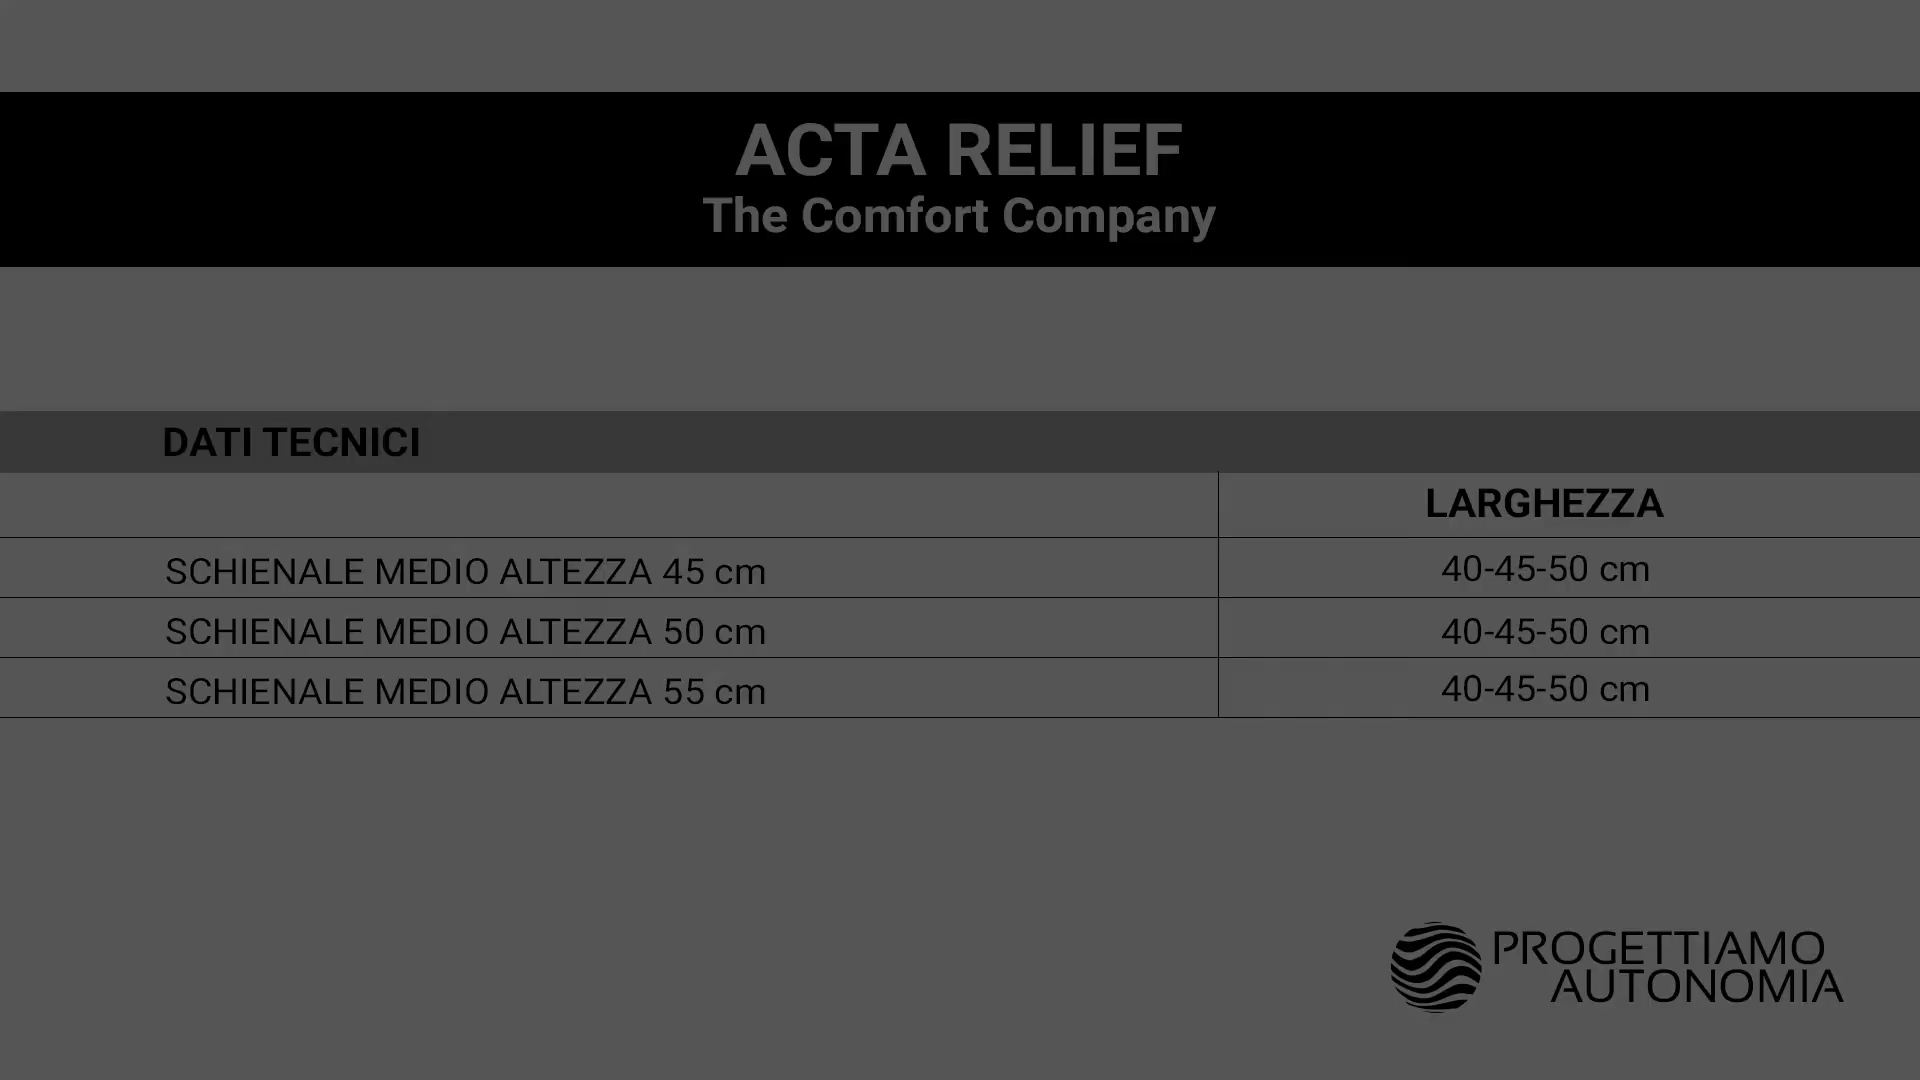 ACTA RELIEF
The Comfort Company
DATI TECNICI
LARGHEZZA
SCHIENALE MEDIO ALTEZZA 45 cm 40-45-50 cm
SCHIENALE MEDIO ALTEZZA 50 cm 40-45-50 cm
SCHIENALE MEDIO ALTEZZA 55 cm 40-45-50 cm
PROGETTIAMO
AUTONOMIA